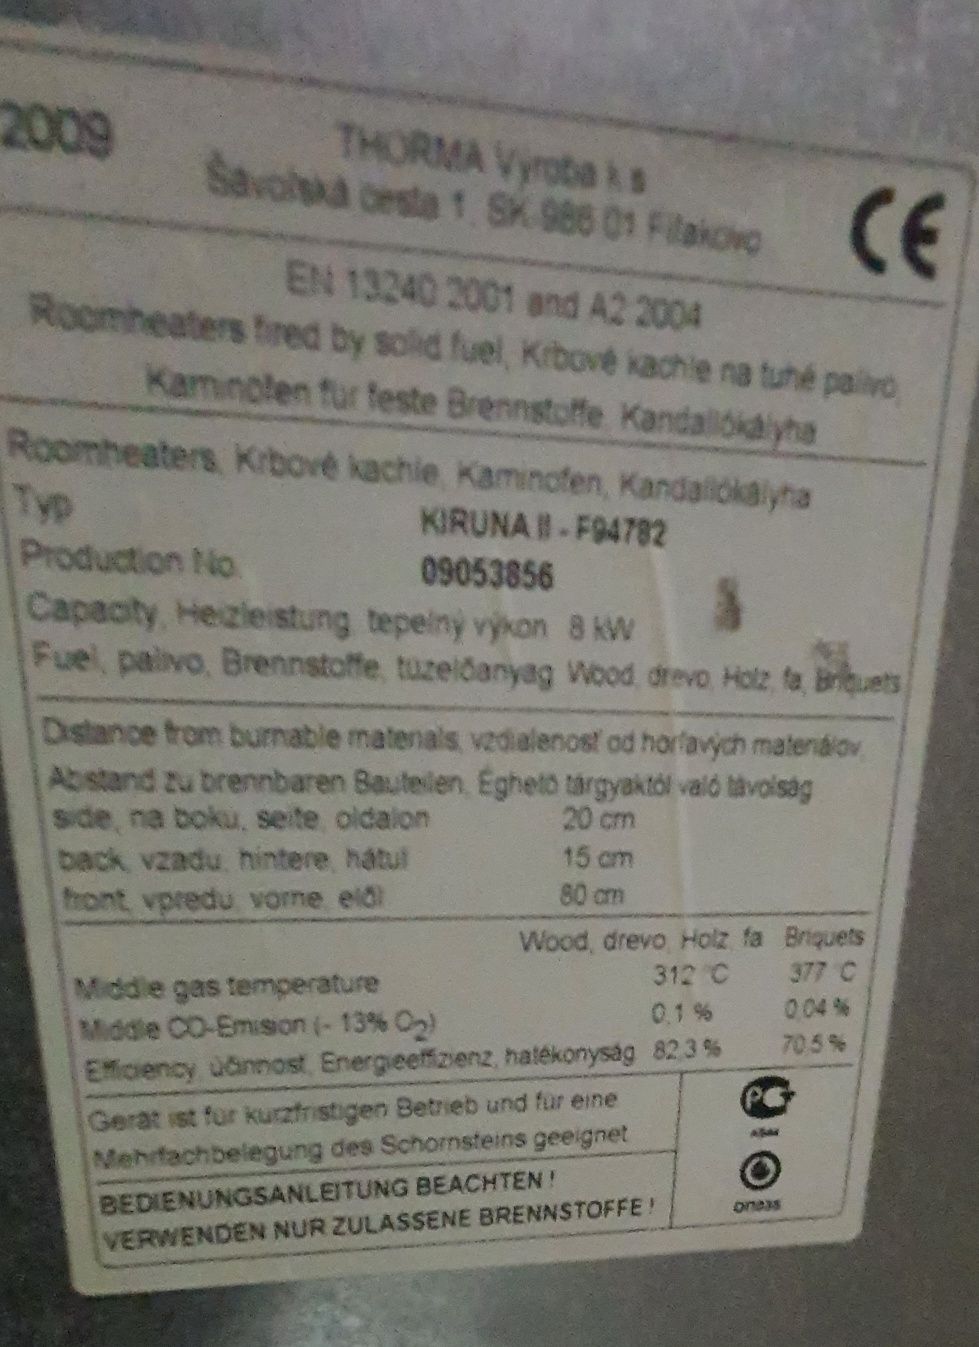 2009
THORMA Výroba k s
Šávoľská cesta 1, SK-986 01 Fiľakovo
CE
EN 13240:2001 and A2:2004
Roomheaters fired by solid fuel, Krbové kachle na tuhé palivo,
Kaminofen für feste Brennstoffe, Kandallókályha
Roomheaters, Krbové kachle, Kaminofen, Kandallókályha
Typ KIRUNA II - F94782
Production No. 09053856
Capacity, Heizleistung, tepelný výkon 8 kW
Fuel, palivo, Brennstoffe, tüzelőanyag Wood, drevo, Holz, fa, Briquets
Distance from burnable materials, vzdialenosť od horľavých materiálov,
Abstand zu brennbaren Bauteilen, Éghető tárgyaktól való távolság
side, na boku, seite, oldalon 20 cm
back, vzadu, hintere, hátul 15 cm
front, vpredu, vorne, elöl 80 cm
Wood, drevo, Holz, fa Briquets
Middle gas temperature 312 °C 377 °C
Middle CO-Emision (- 13% O2) 0,1 % 0,04 %
Efficiency, účinnosť, Energieeffizienz, hatékonyság 82,3 % 70,5 %
Gerät ist für kurzfristigen Betrieb und für eine
Mehrfachbelegung des Schornsteins geeignet
BEDIENUNGSANLEITUNG BEACHTEN !
VERWENDEN NUR ZULASSENE BRENNSTOFFE !